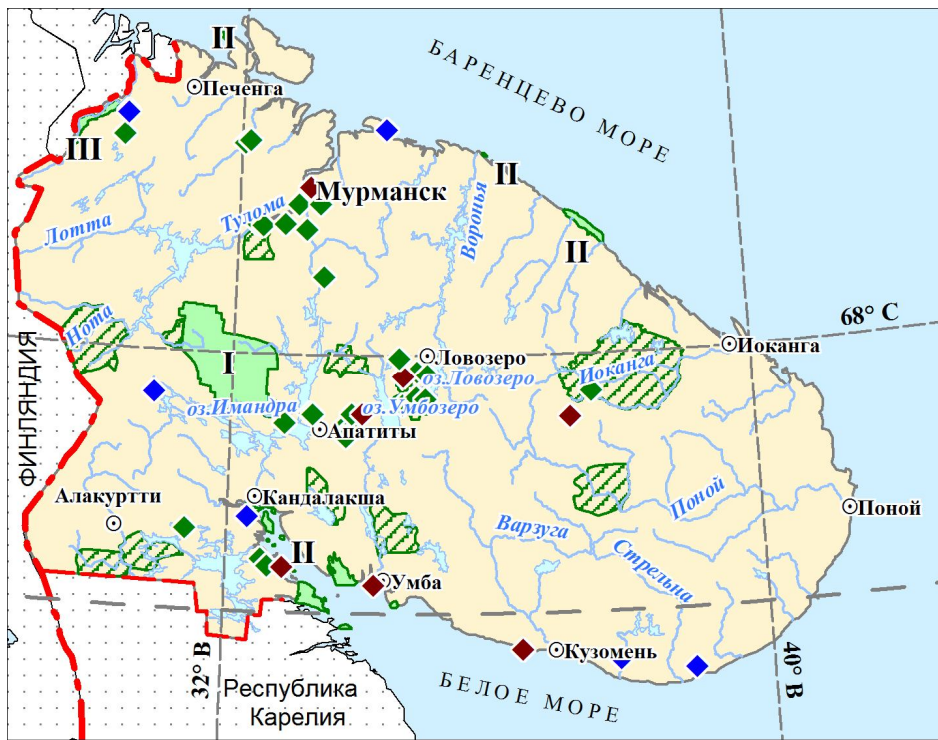 II
БАРЕНЦЕВО МОРЕ
Печенга
III
Мурманск
II
Лотта
Тулома
Воронья
II
68° С
Нота
ФИНЛЯНДИЯ
I
Ловозеро
Иоканга
Иоканга
оз.Ловозеро
оз.Имандра
оз.Умбозеро
Апатиты
Алакуртти
Кандалакша
Поной
Поной
Варзуга
Стрельна
II
Умба
32° В
Кузомень
40° В
Республика
Карелия
БЕЛОЕ МОРЕ